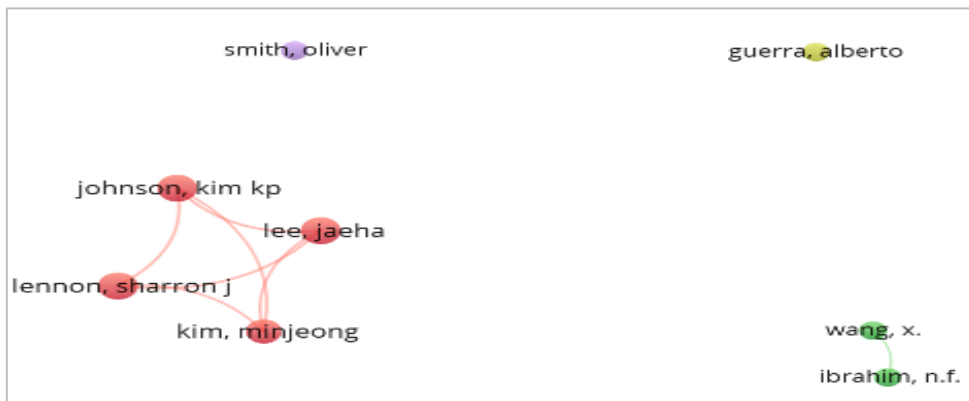 smith, oliver
guerra, alberto
johnson, kim kp
lee, jaeha
lennon, sharron j
kim, minjeong
wang, x.
ibrahim, n.f.